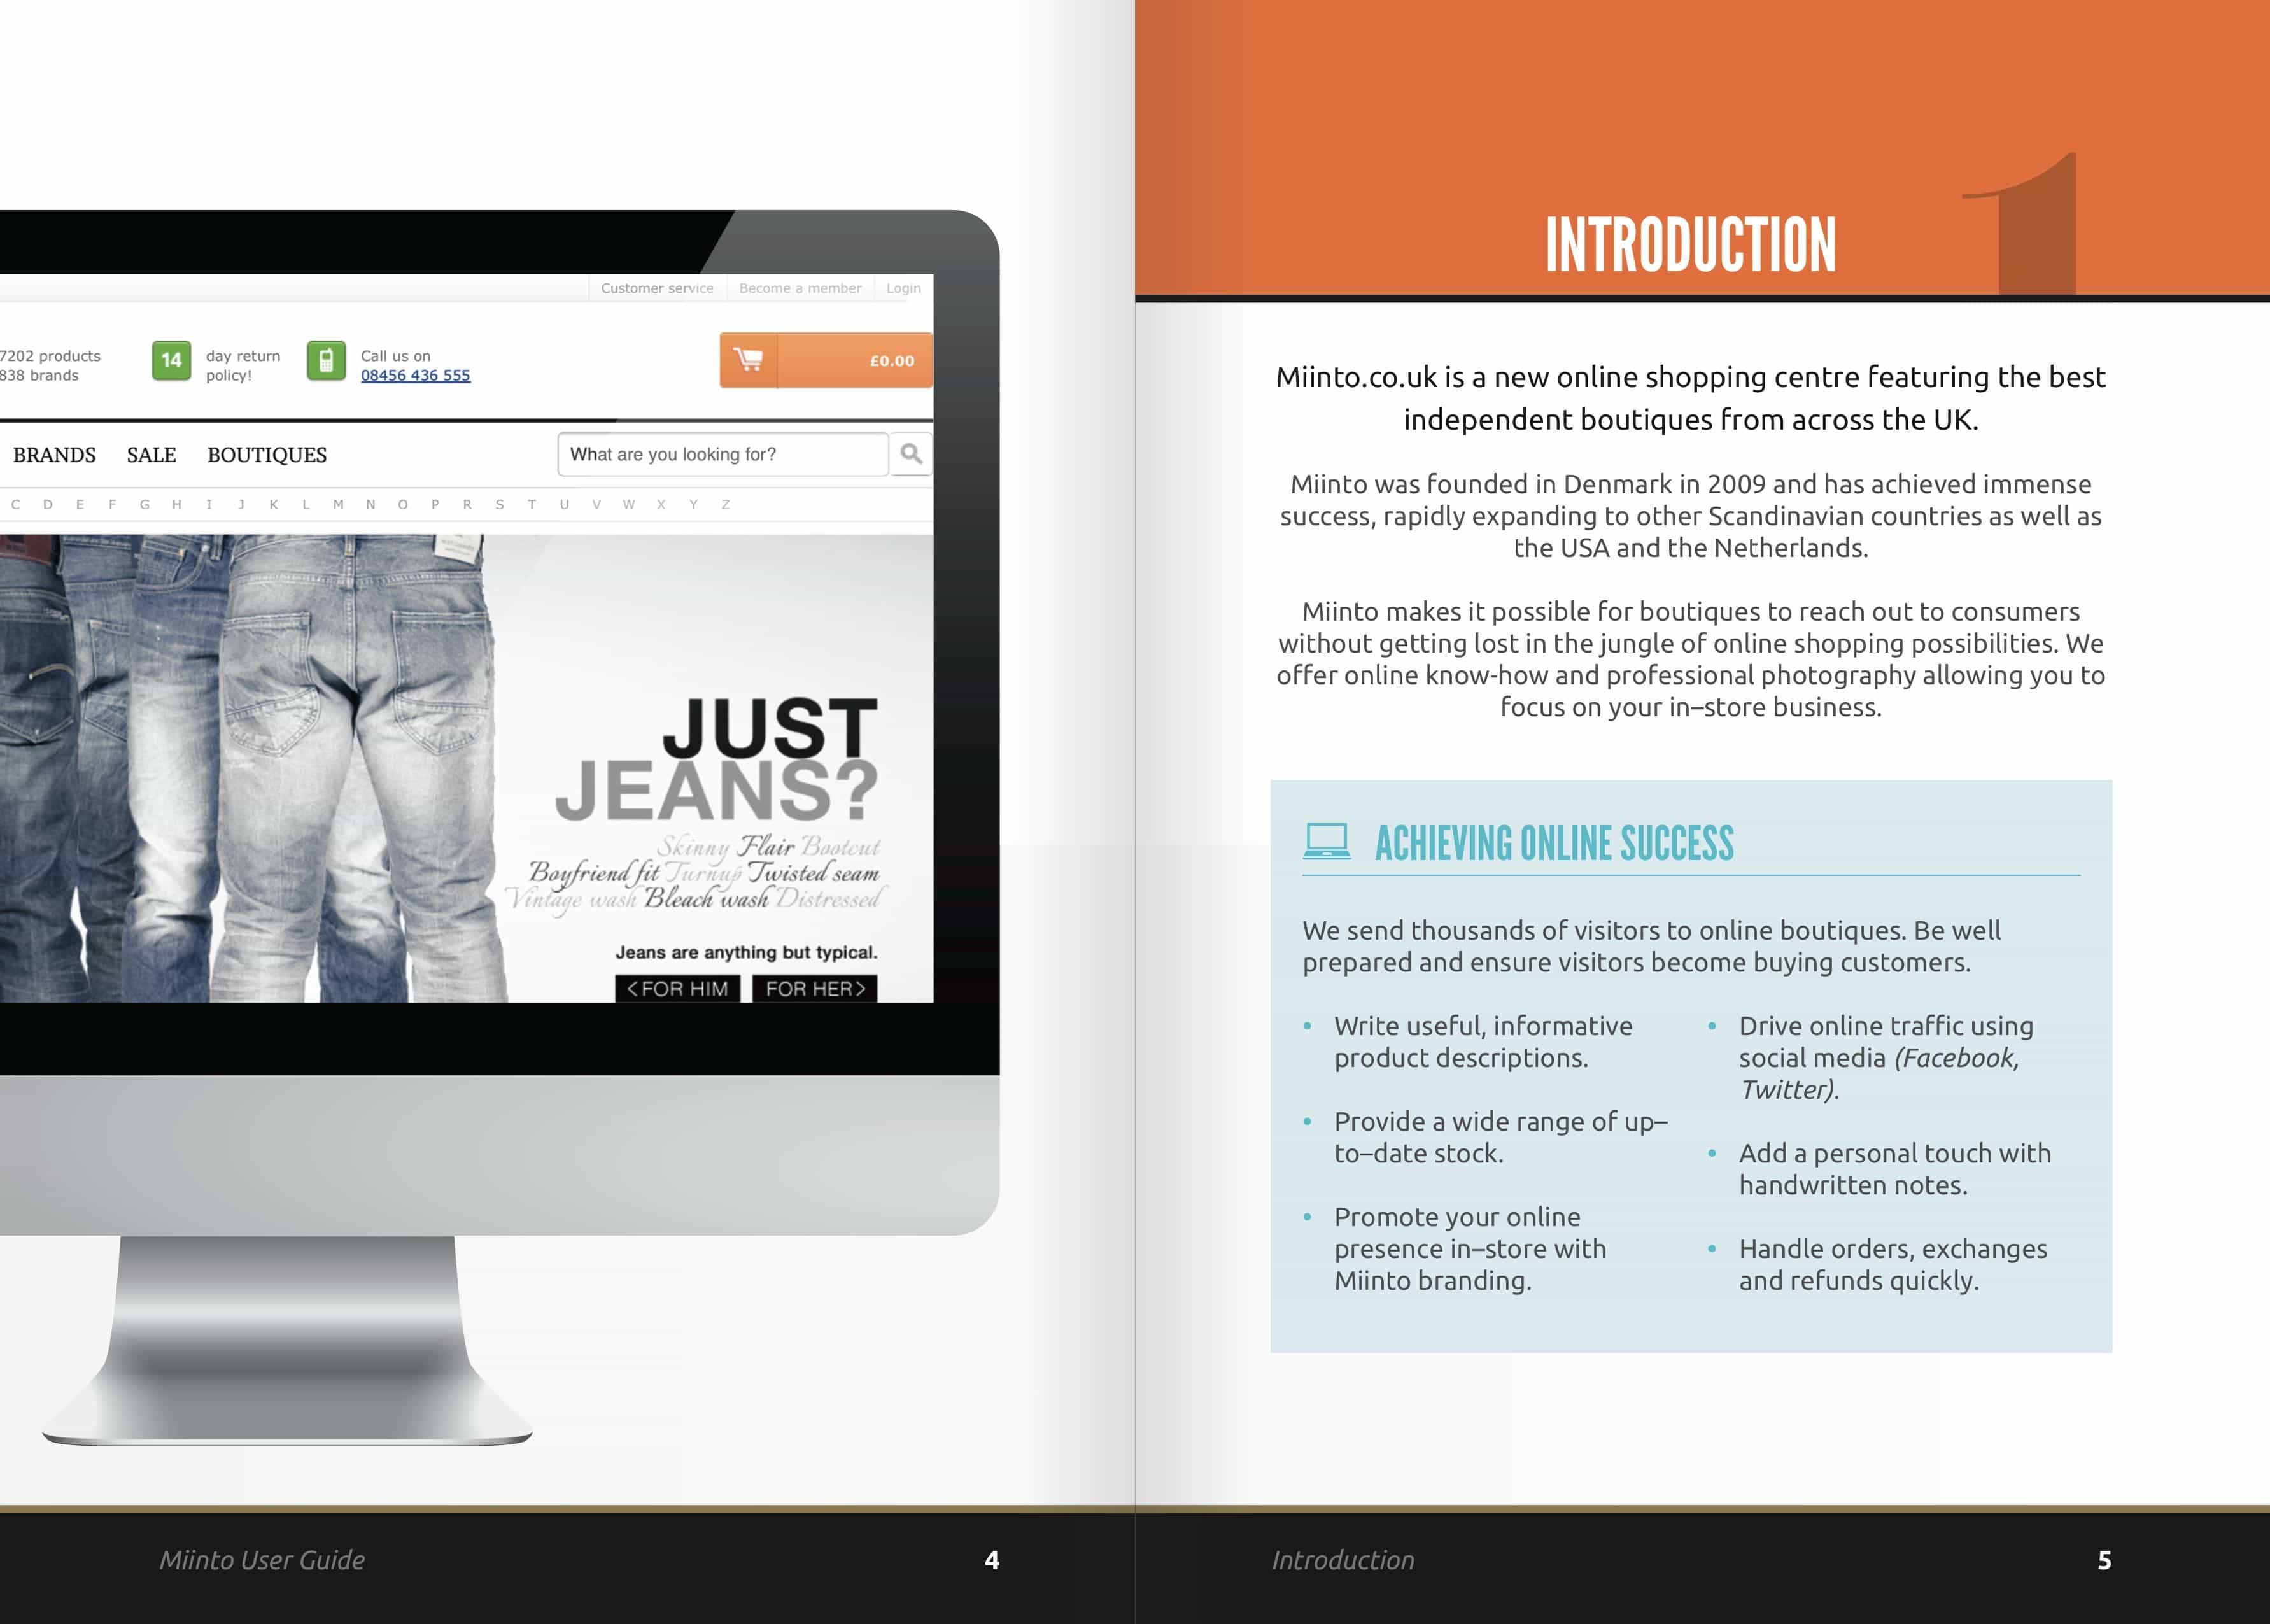 Customer service Become a member Login
7202 products
838 brands
14
day return
policy!
Call us on
08456 436 555
£0.00
BRANDS SALE BOUTIQUES
What are you looking for?
C D E F G H I J K L M N O P R S T U V W X Y Z
JUST
JEANS?
Skinny Flair Bootcut
Boyfriend fit Turnup Twisted seam
Vintage wash Bleach wash Distressed
Jeans are anything but typical.
<FOR HIM FOR HER>
Miinto User Guide
4
INTRODUCTION
1
Miinto.co.uk is a new online shopping centre featuring the best
independent boutiques from across the UK.
Miinto was founded in Denmark in 2009 and has achieved immense
success, rapidly expanding to other Scandinavian countries as well as
the USA and the Netherlands.
Miinto makes it possible for boutiques to reach out to consumers
without getting lost in the jungle of online shopping possibilities. We
offer online know-how and professional photography allowing you to
focus on your in–store business.
ACHIEVING ONLINE SUCCESS
We send thousands of visitors to online boutiques. Be well
prepared and ensure visitors become buying customers.
• Write useful, informative
product descriptions.
• Provide a wide range of up–
to–date stock.
• Promote your online
presence in–store with
Miinto branding.
• Drive online traffic using
social media (Facebook,
Twitter).
• Add a personal touch with
handwritten notes.
• Handle orders, exchanges
and refunds quickly.
Introduction
5